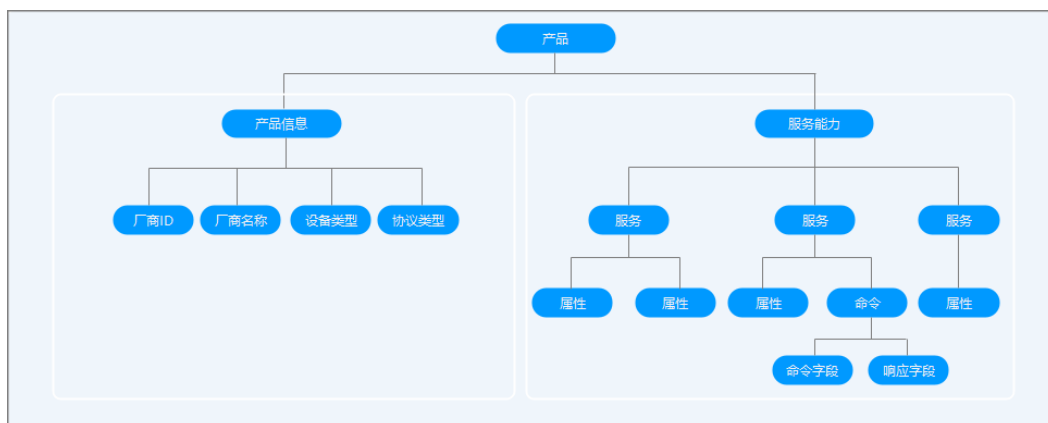 产品
产品信息
服务能力
厂商ID
厂商名称
设备类型
协议类型
服务
服务
服务
属性
属性
属性
命令
属性
命令字段
响应字段